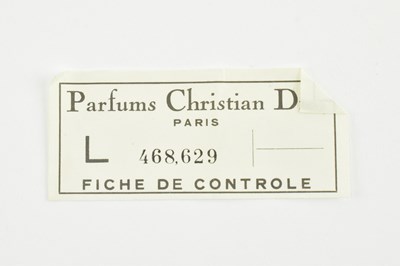 Parfums Christian D
PARIS
L 468.629
FICHE DE CONTROLE